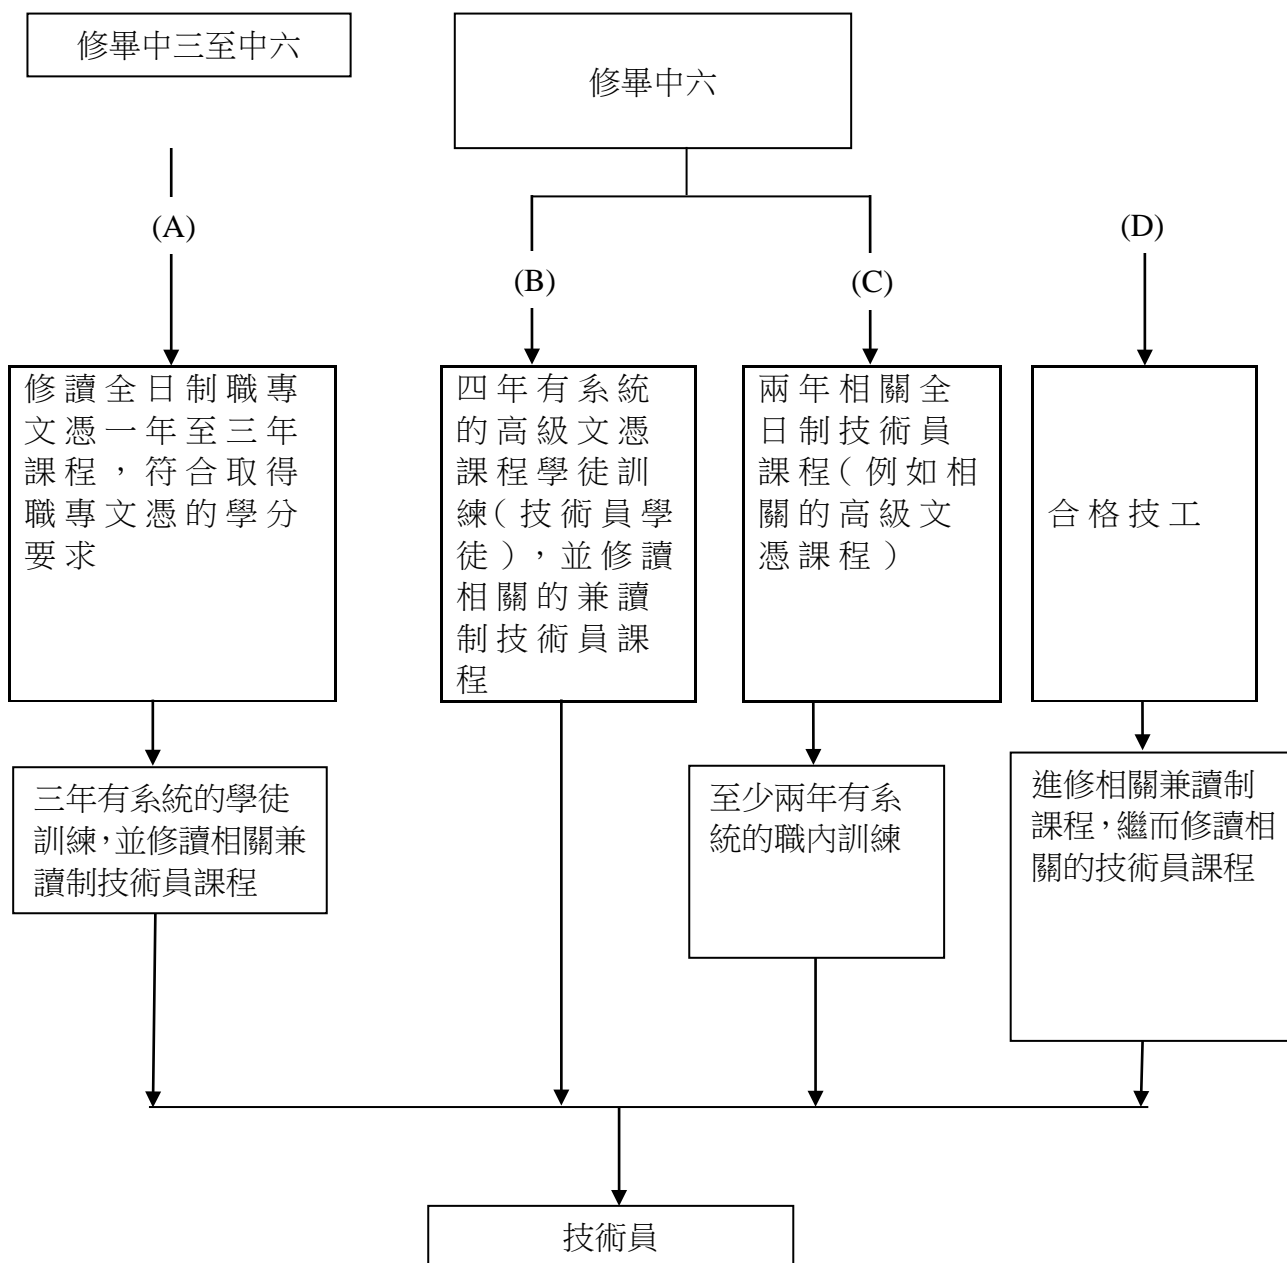 修畢中三至中六
修畢中六
(A)
(B)
(C)
(D)
修讀全日制職專
文憑一年至三年
課程，符合取得
職專文憑的學分
要求
四年有系統
的高級文憑
課程學徒訓
練（技術員學
徒），並修讀
相關的兼讀
制技術員課
程
兩年相關全
日制技術員
課程（例如相
關的高級文
憑課程）
合格技工
三年有系統的學徒
訓練，並修讀相關兼
讀制技術員課程
至少兩年有系
統的職內訓練
進修相關兼讀制
課程，繼而修讀相
關的技術員課程
技術員